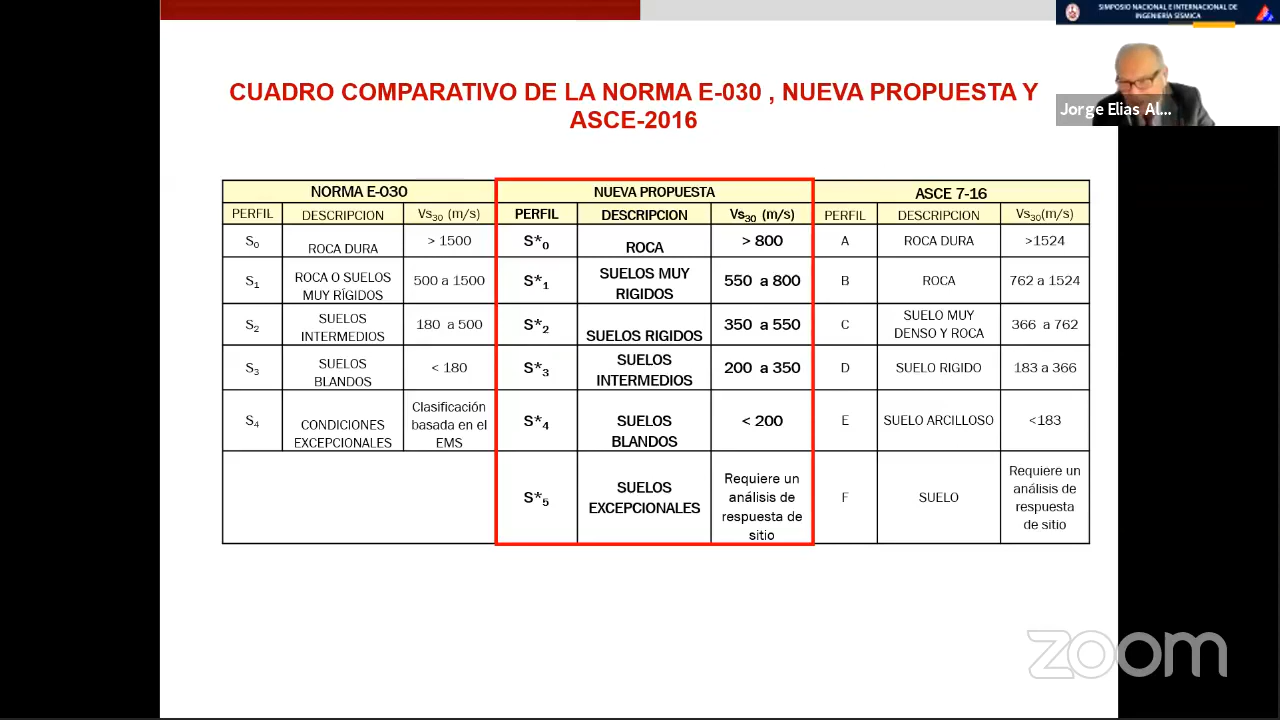 SIMPOSIO NACIONAL E INTERNACIONAL DE
INGENIERÍA SÍSMICA
Jorge Elias Al...
CUADRO COMPARATIVO DE LA NORMA E-030 , NUEVA PROPUESTA Y
ASCE-2016
NORMA E-030 NUEVA PROPUESTA ASCE 7-16
PERFIL DESCRIPCION Vs30 (m/s) PERFIL DESCRIPCION Vs30 (m/s) PERFIL DESCRIPCION Vs30(m/s)
S0 ROCA DURA > 1500 S*0 ROCA > 800 A ROCA DURA >1524
S1 ROCA O SUELOS
MUY RÍGIDOS 500 a 1500 S*1 SUELOS MUY
RIGIDOS 550 a 800 B ROCA 762 a 1524
S2 SUELOS
INTERMEDIOS 180 a 500 S*2 SUELOS RIGIDOS 350 a 550 C SUELO MUY
DENSO Y ROCA 366 a 762
S3 SUELOS
BLANDOS < 180 S*3 SUELOS
INTERMEDIOS 200 a 350 D SUELO RIGIDO 183 a 366
S4 CONDICIONES
EXCEPCIONALES Clasificación
basada en el
EMS S*4 SUELOS
BLANDOS < 200 E SUELO ARCILLOSO <183
S*5 SUELOS
EXCEPCIONALES Requiere un
análisis de
respuesta de
sitio F SUELO Requiere un
análisis de
respuesta
de sitio
zoom